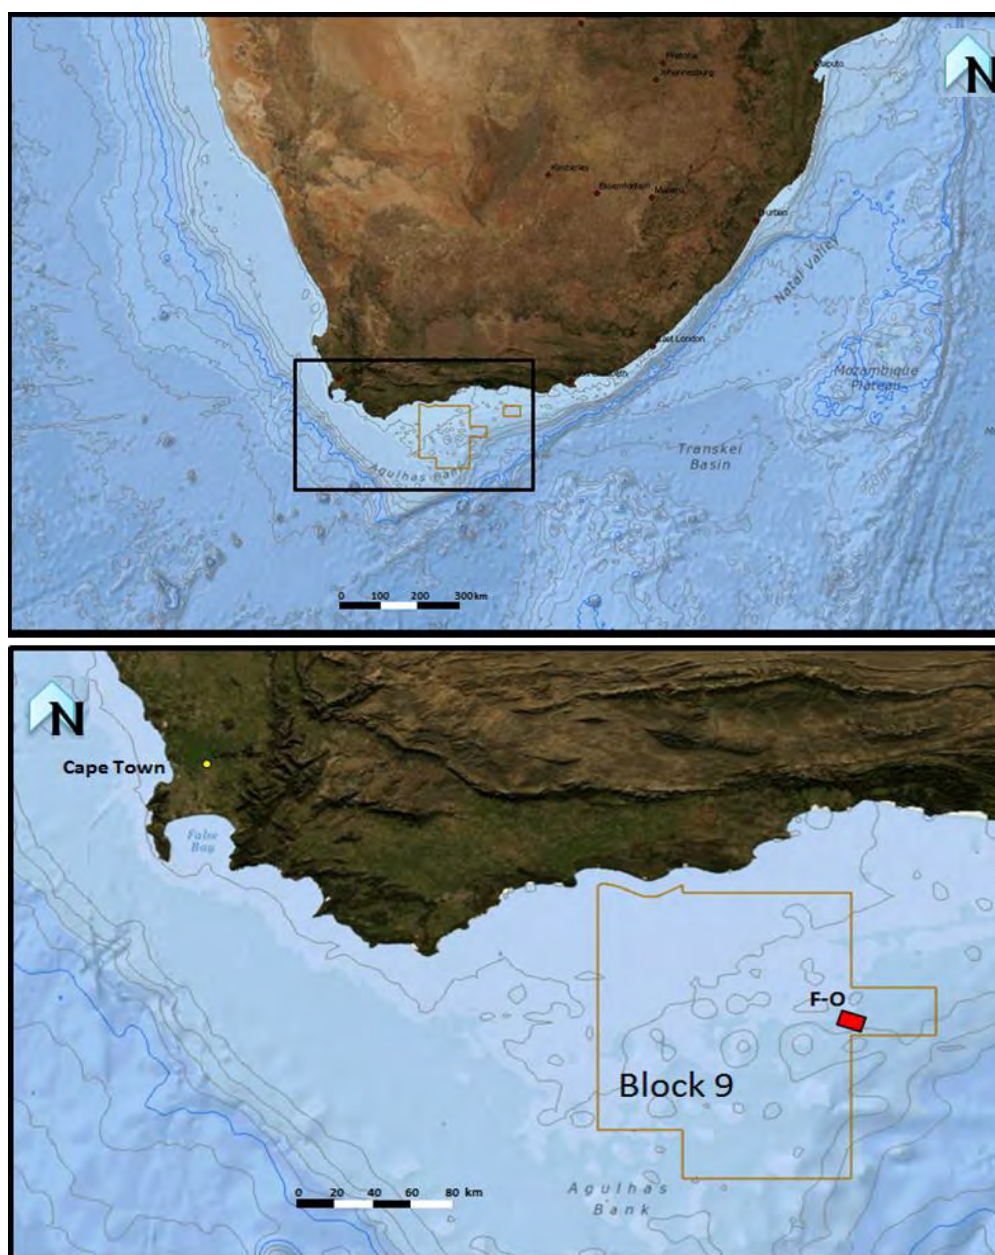 N
Pretoria
Johannesburg
Maputo
Kimberley
Bloemfontein
Maseru
Durban
Natal Valley
East London
Mozambique
Plateau
Transkei
Basin
Agulhas Bank
0 100 200 300km
N
Cape Town
False
Bay
F-O
Block 9
0 20 40 60 80 km
Agulhas
Bank